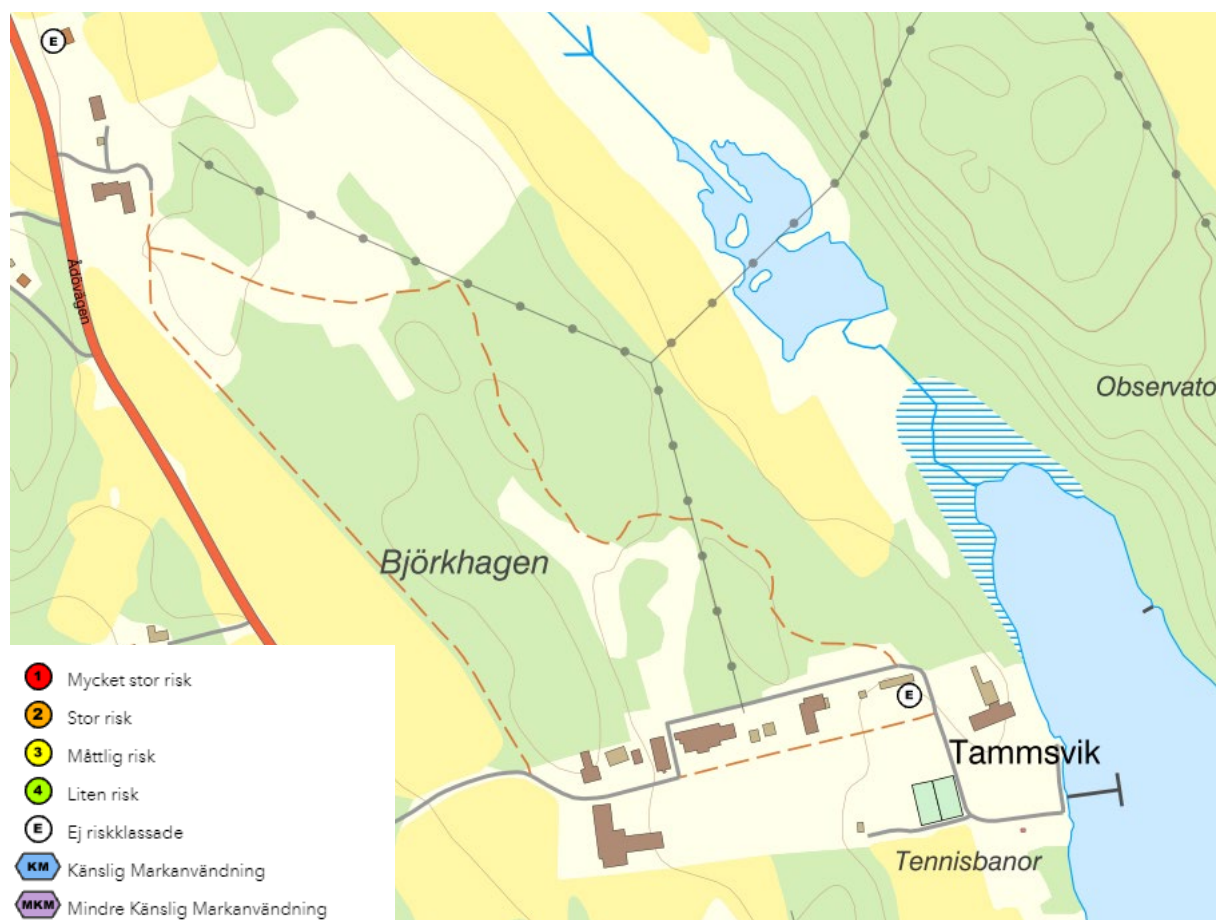 E
Ådövägen
Observato
Björkhagen
E
Tammsvik
Tennisbanor
1 Mycket stor risk
2 Stor risk
3 Måttlig risk
4 Liten risk
E Ej riskklassade
KM Känslig Markanvändning
MKM Mindre Känslig Markanvändning